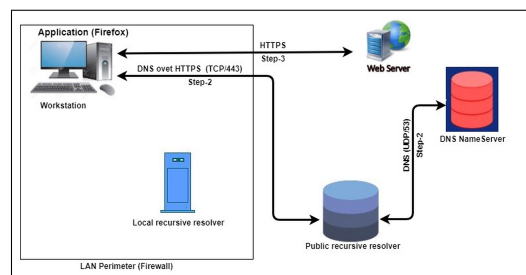 Application (Firefox)
HTTPS
Step-3
Web Server
DNS ovet HTTPS (TCP/443)
Step-2
Workstation
DNS (UDP/53)
Step-2
DNS NameServer
Local recursive resolver
Public recursive resolver
LAN Perimeter (Firewall)